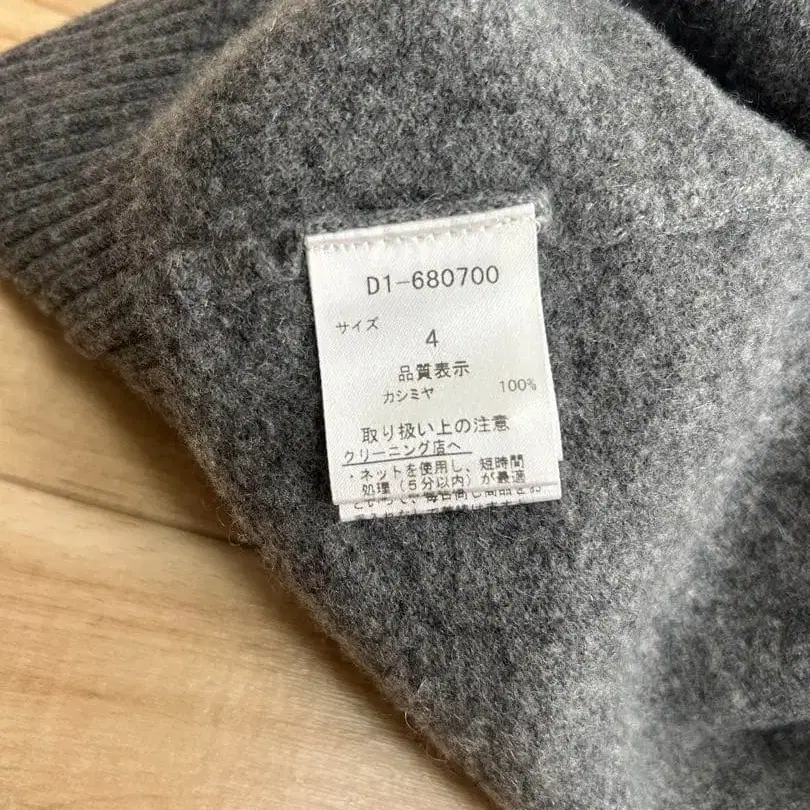 D1-680700
サイズ
4
品質表示
カシミヤ 100%
取り扱い上の注意
クリーニング店へ
・ネットを使用し、短時間
処理(5分以内)が最適